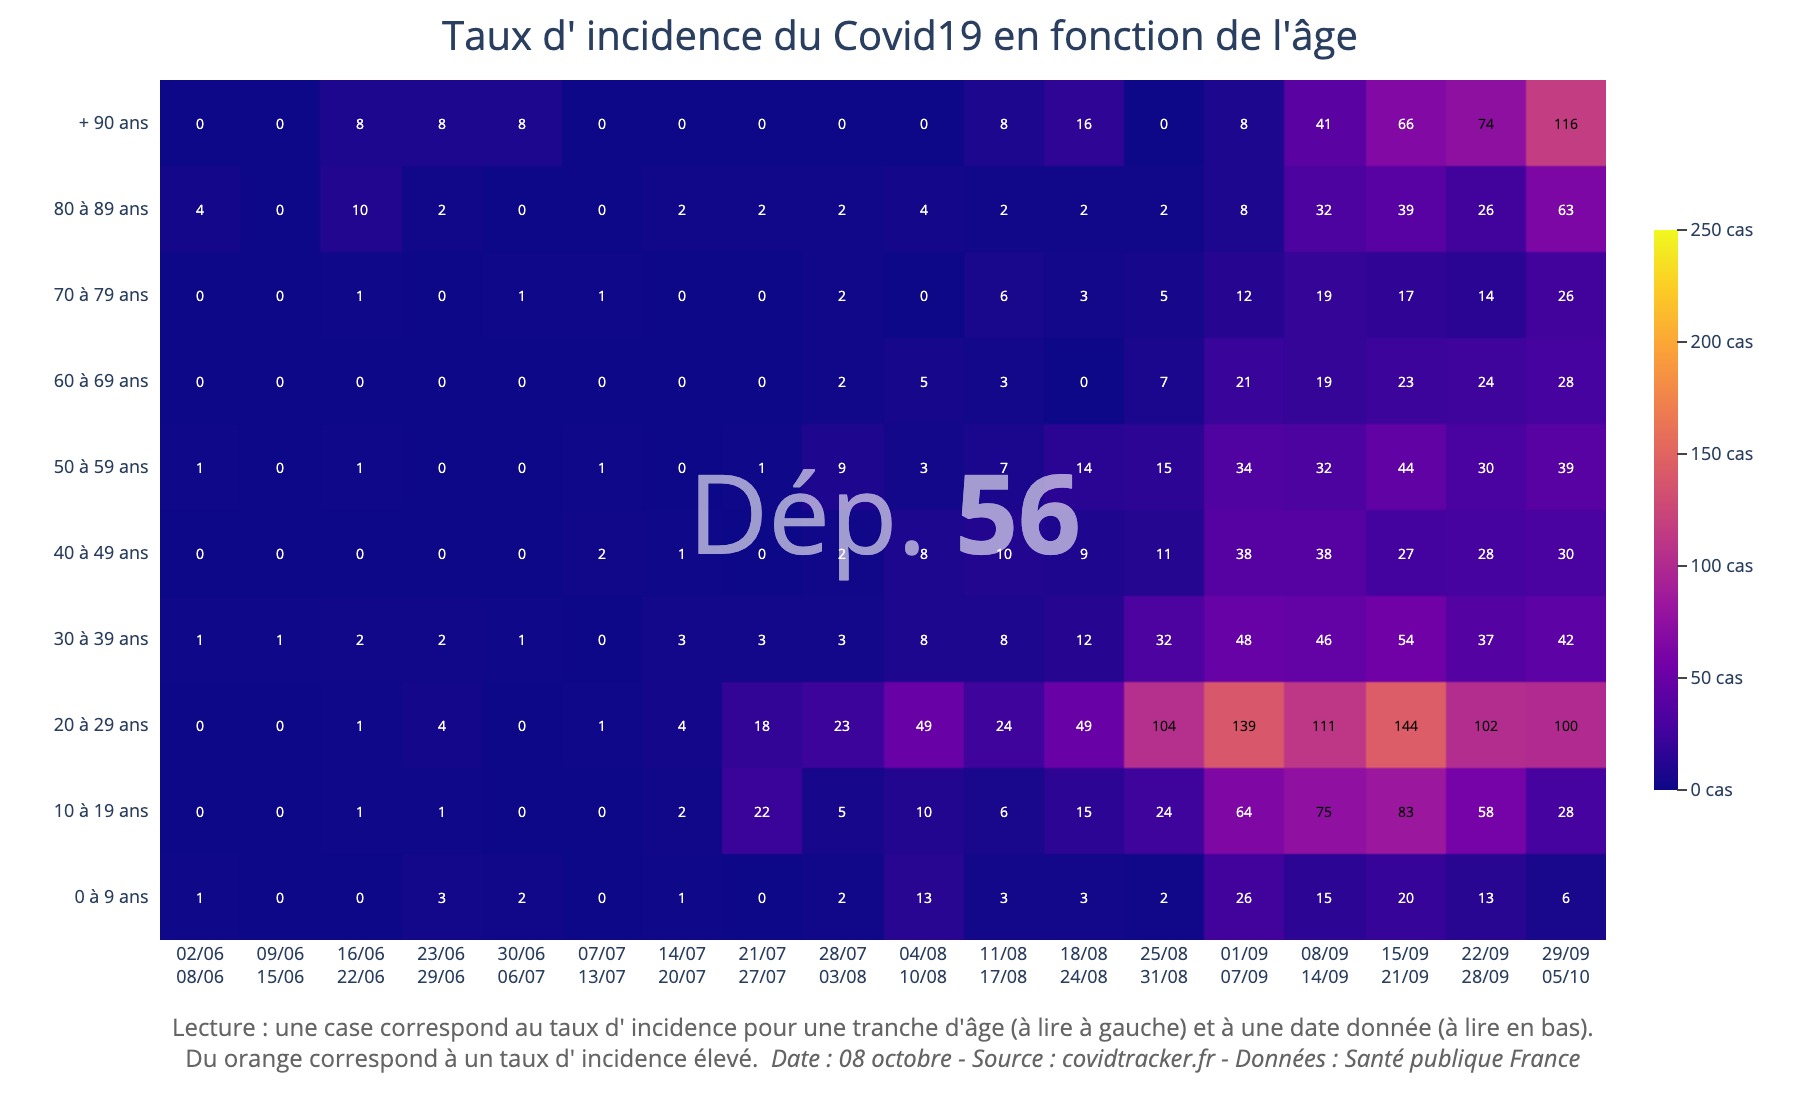 Taux d' incidence du Covid19 en fonction de l'âge
+ 90 ans 0 0 8 8 8 0 0 0 0 0 8 16 0 8 41 66 74 116
80 à 89 ans 4 0 10 2 0 0 2 2 2 4 2 2 2 8 32 39 26 63
70 à 79 ans 0 0 1 0 1 1 0 0 2 0 6 3 5 12 19 17 14 26
60 à 69 ans 0 0 0 0 0 0 0 0 2 5 3 0 7 21 19 23 24 28
50 à 59 ans 1 0 1 0 0 1 0 1 9 3 7 14 15 34 32 44 30 39
Dép. 56
40 à 49 ans 0 0 0 0 0 2 1 0 2 8 10 9 11 38 38 27 28 30
30 à 39 ans 1 1 2 2 1 0 3 3 3 8 8 12 32 48 46 54 37 42
20 à 29 ans 0 0 1 4 0 1 4 18 23 49 24 49 104 139 111 144 102 100
10 à 19 ans 0 0 1 1 0 0 2 22 5 10 6 15 24 64 75 83 58 28
0 à 9 ans 1 0 0 3 2 0 1 0 2 13 3 3 2 26 15 20 13 6
02/06 09/06 16/06 23/06 30/06 07/07 14/07 21/07 28/07 04/08 11/08 18/08 25/08 01/09 08/09 15/09 22/09 29/09
08/06 15/06 22/06 29/06 06/07 13/07 20/07 27/07 03/08 10/08 17/08 24/08 31/08 07/09 14/09 21/09 28/09 05/10
250 cas
200 cas
150 cas
100 cas
50 cas
0 cas
Lecture : une case correspond au taux d' incidence pour une tranche d'âge (à lire à gauche) et à une date donnée (à lire en bas).
Du orange correspond à un taux d' incidence élevé. Date : 08 octobre - Source : covidtracker.fr - Données : Santé publique France